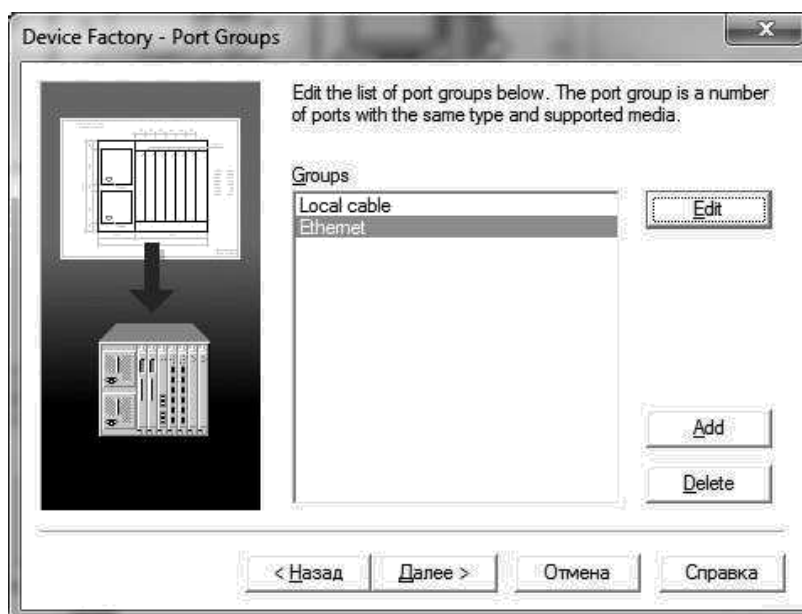 Device Factory - Port Groups
Edit the list of port groups below. The port group is a number
of ports with the same type and supported media.
Groups
Local cable
Ethernet
Edit
Add
Delete
< Назад
Далее >
Отмена
Справка